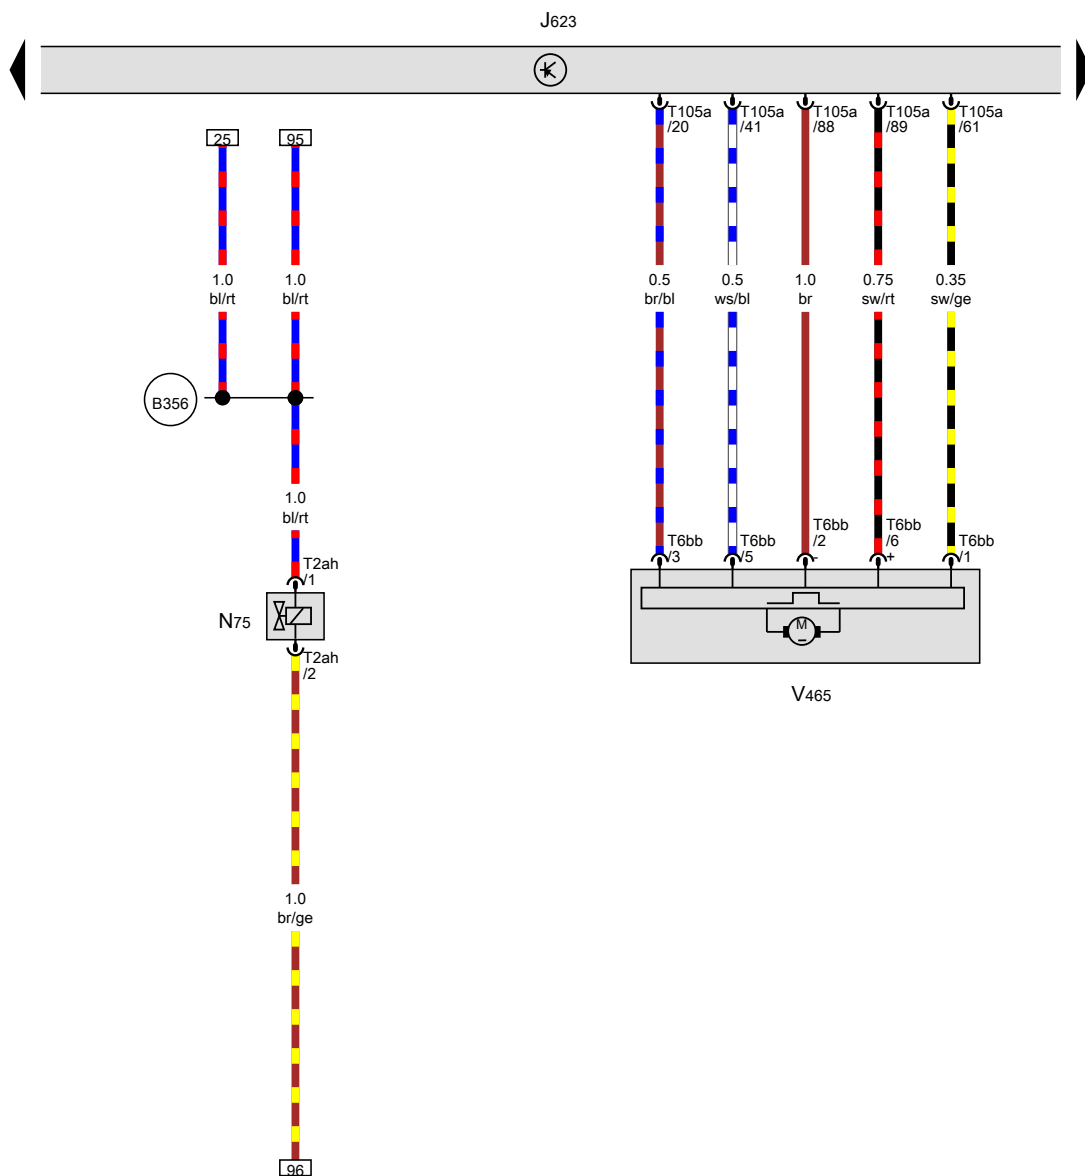 J623
T105a
/20
T105a
/41
T105a
/88
T105a
/89
T105a
/61
25
95
1.0
bl/rt
1.0
bl/rt
0.5
br/bl
0.5
ws/bl
1.0
br
0.75
sw/rt
0.35
sw/ge
B356
1.0
bl/rt
T6bb
/3
T6bb
/5
T6bb
/2
-
T6bb
/6
+
T6bb
/1
T2ah
/1
N75
M
T2ah
/2
V465
1.0
br/ge
96